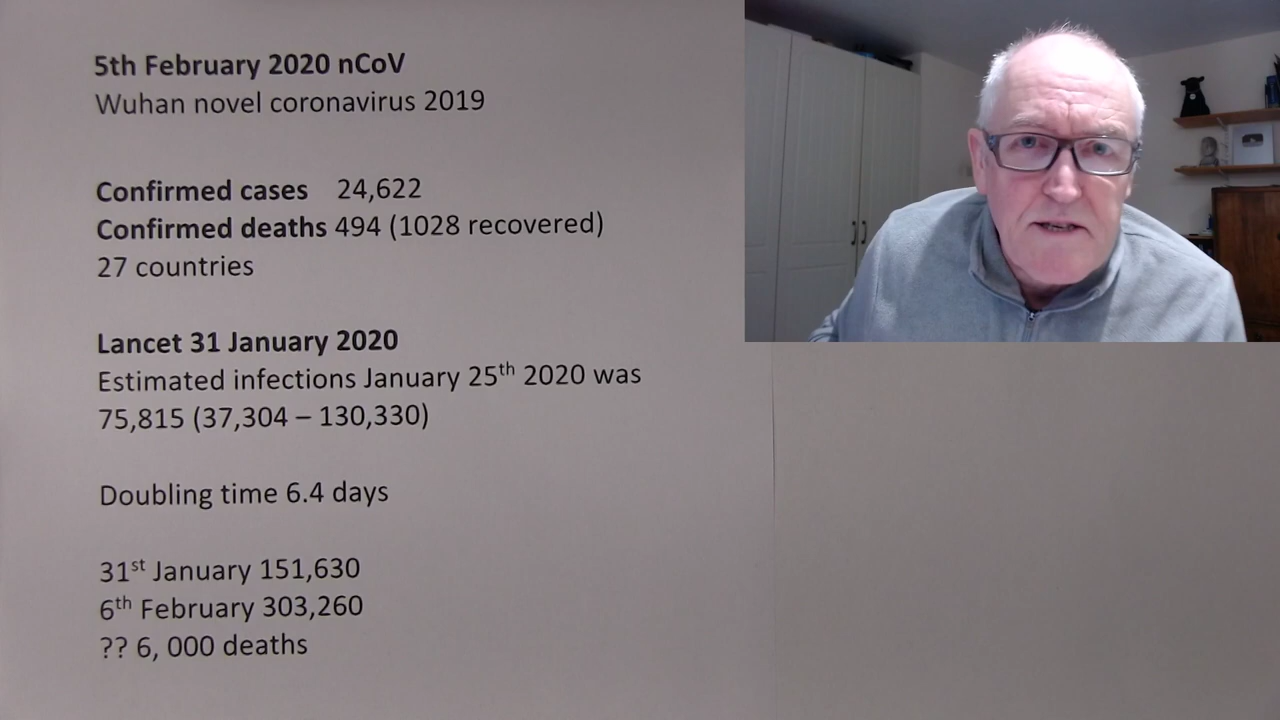 5th February 2020 nCoV
Wuhan novel coronavirus 2019
Confirmed cases 24,622
Confirmed deaths 494 (1028 recovered)
27 countries
Lancet 31 January 2020
Estimated infections January 25th 2020 was
75,815 (37,304 – 130,330)
Doubling time 6.4 days
31st January 151,630
6th February 303,260
?? 6, 000 deaths